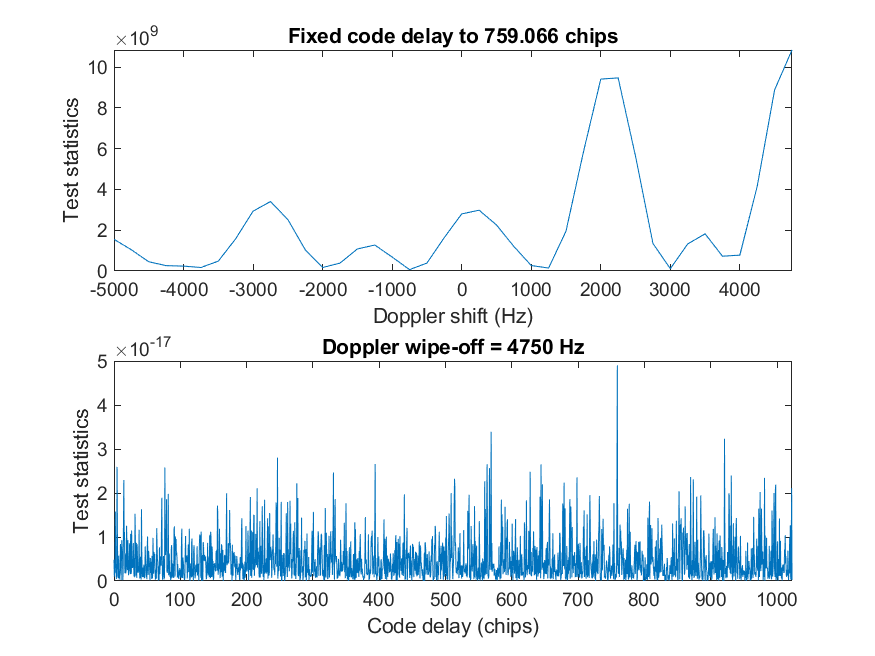 ×10^9
Fixed code delay to 759.066 chips
10
8
6
4
2
0
Test statistics
-5000 -4000 -3000 -2000 -1000 0 1000 2000 3000 4000
Doppler shift (Hz)
×10^-17
Doppler wipe-off = 4750 Hz
5
4
3
2
1
0
Test statistics
0 100 200 300 400 500 600 700 800 900 1000
Code delay (chips)